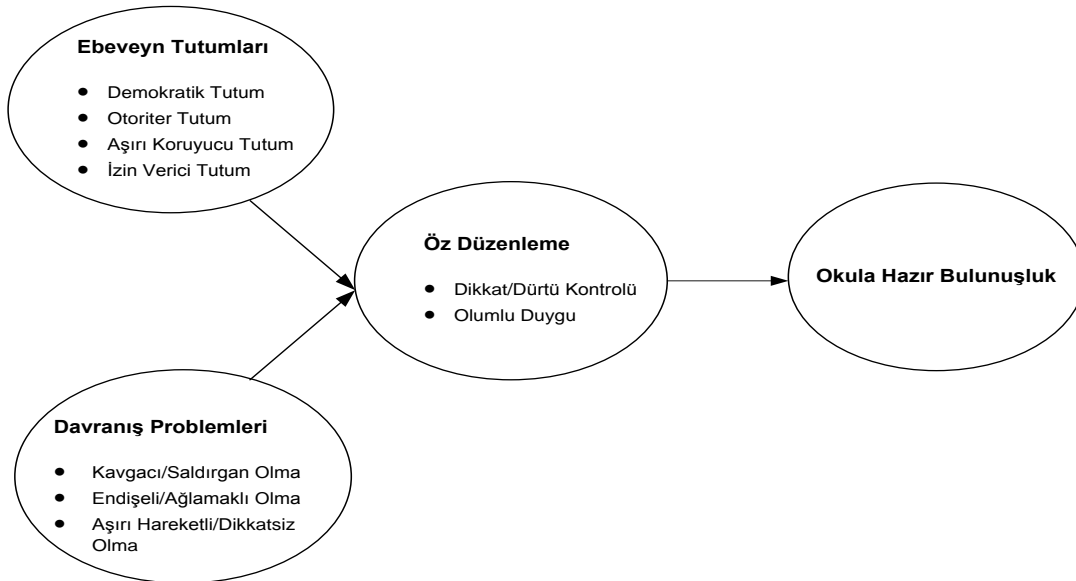 Ebeveyn Tutumları
● Demokratik Tutum
● Otoriter Tutum
● Aşırı Koruyucu Tutum
● İzin Verici Tutum
Öz Düzenleme
● Dikkat/Dürtü Kontrolü
● Olumlu Duygu
Okula Hazır Bulunuşluk
Davranış Problemleri
● Kavgacı/Saldırgan Olma
● Endişeli/Ağlamaklı Olma
● Aşırı Hareketli/Dikkatsiz
Olma